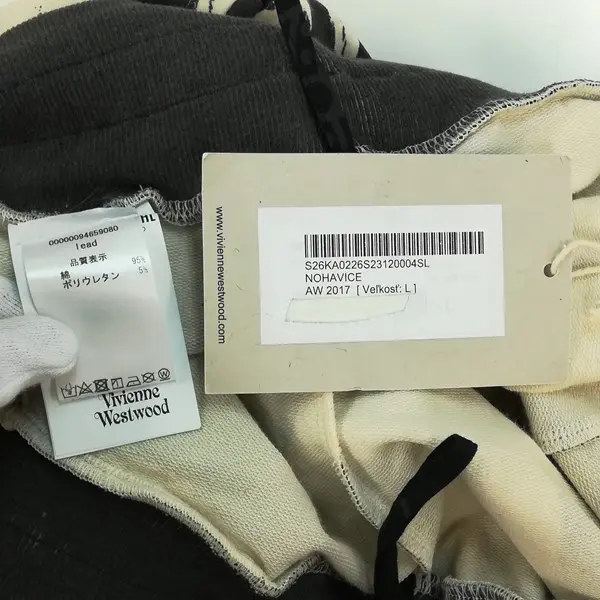 00000094659080
lead
品質表示
綿 95%
ポリウレタン 5%
Vivienne
Westwood
www.viviennewestwood.com
S26KA0226S23120004SL
NOHAVICE
AW 2017 [ Veľkosť: L ]